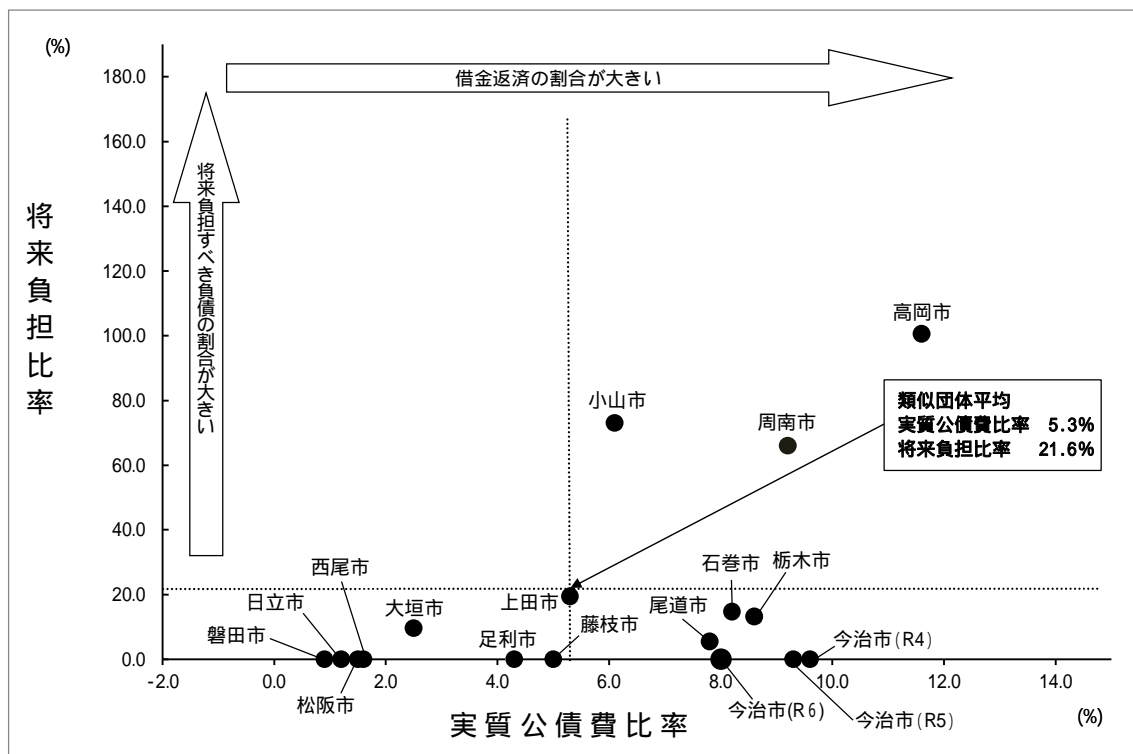 (%)
借金返済の割合が大きい
180.0
160.0
140.0
120.0
100.0
80.0
60.0
40.0
20.0
0.0
将来負担比率
将来負担すべき負債の割合が大きい
高岡市
小山市
周南市
類似団体平均
実質公債費比率 5.3%
将来負担比率 21.6%
西尾市
日立市
磐田市
松阪市
大垣市
上田市
足利市
藤枝市
尾道市
石巻市
栃木市
今治市(R4)
今治市(R5)
今治市(R6)
-2.0
0.0
2.0
4.0
6.0
8.0
10.0
12.0
14.0
実質公債費比率
(%)